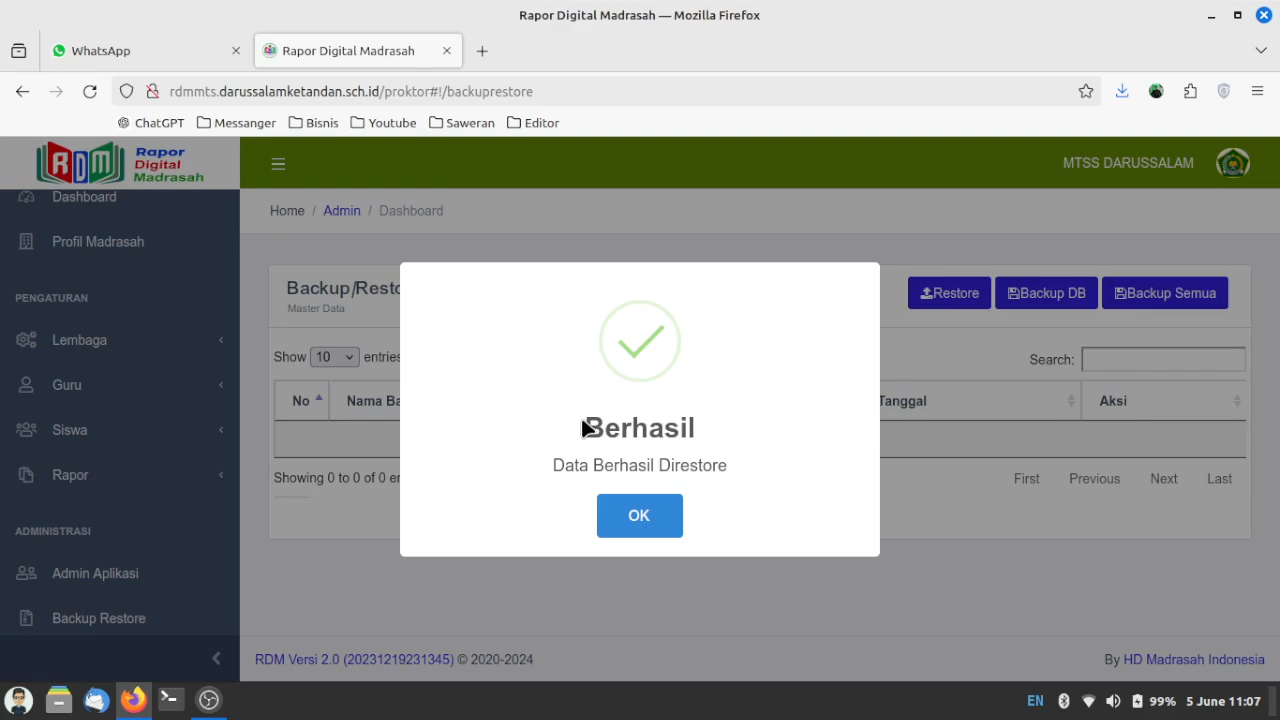 Rapor Digital Madrasah — Mozilla Firefox
WhatsApp
Rapor Digital Madrasah
rdmmts.darussalamketandan.sch.id/proktor#!/backuprestore
ChatGPT Messanger Bisnis Youtube Saweran Editor
RDM Rapor Digital Madrasah
MTSS DARUSSALAM
Dashboard
Home / Admin / Dashboard
Profil Madrasah
PENGATURAN
Lembaga
Guru
Siswa
Rapor
ADMINISTRASI
Admin Aplikasi
Backup Restore
Backup/Resto
Master Data
Restore Backup DB Backup Semua
Show 10 entries
Search:
No Nama Ba Tanggal Aksi
Showing 0 to 0 of 0 en
First Previous Next Last
Berhasil
Data Berhasil Direstore
OK
RDM Versi 2.0 (20231219231345) © 2020-2024
By HD Madrasah Indonesia
EN 99% 5 June 11:07